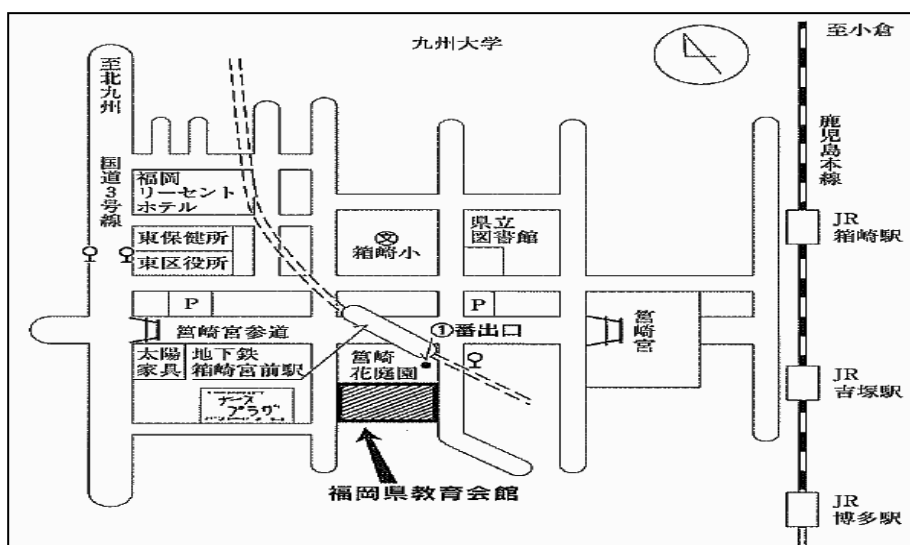 九州大学
至小倉
至北九州
国道3号線
鹿児島本線
福岡
リーセント
ホテル
東保健所
東区役所
箱崎小
県立
図書館
JR
箱崎駅
P
P
筥崎宮参道
①番出口
筥崎宮
太陽
家具
地下鉄
箱崎宮前駅
筥崎
花庭園
ナース
プラザ
JR
吉塚駅
福岡県教育会館
JR
博多駅